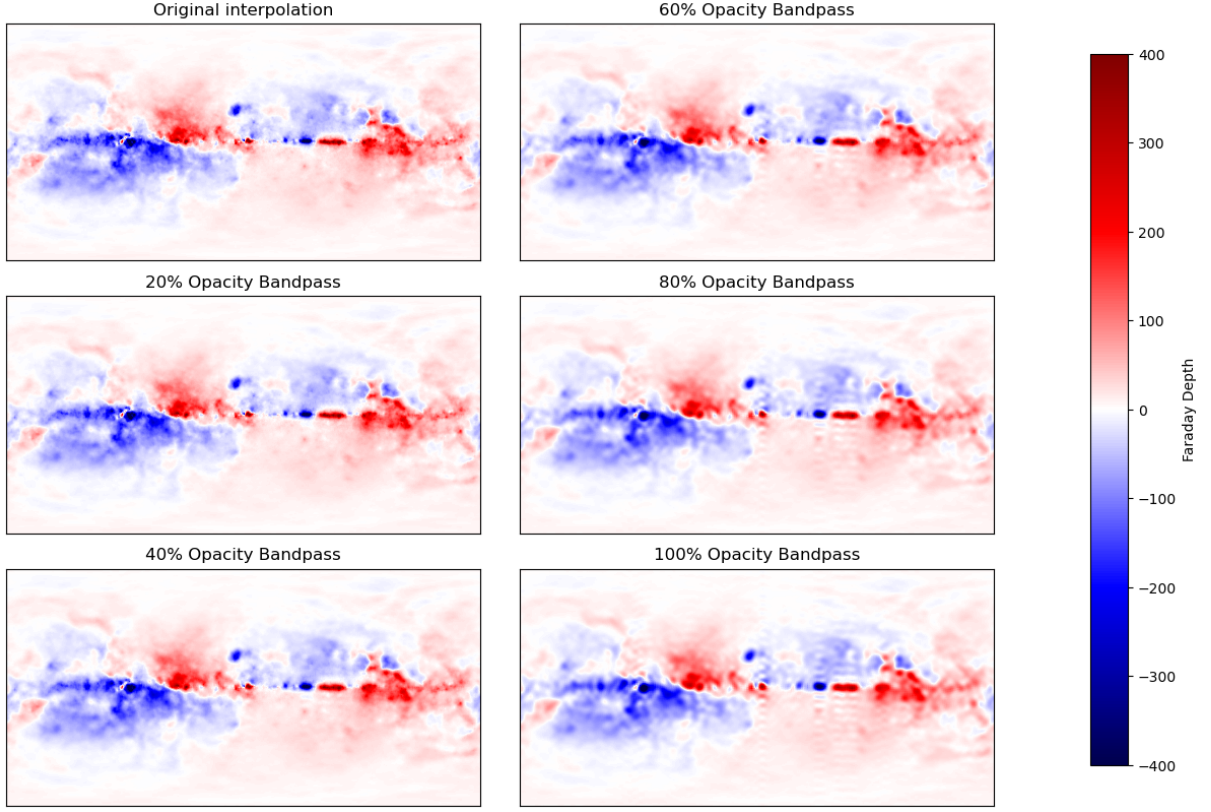 Original interpolation
60% Opacity Bandpass
20% Opacity Bandpass
80% Opacity Bandpass
40% Opacity Bandpass
100% Opacity Bandpass
400
300
200
100
0
−100
−200
−300
−400
Faraday Depth